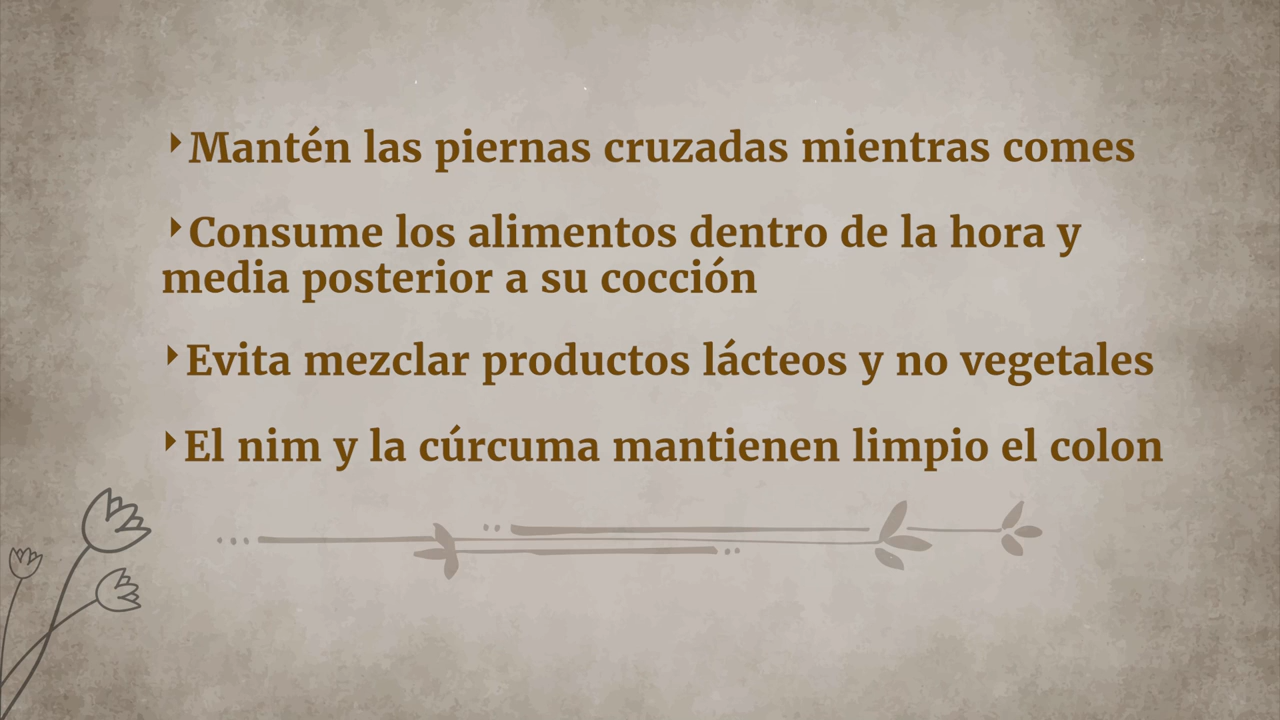 ‣Mantén las piernas cruzadas mientras comes
‣Consume los alimentos dentro de la hora y
media posterior a su cocción
‣Evita mezclar productos lácteos y no vegetales
‣El nim y la cúrcuma mantienen limpio el colon